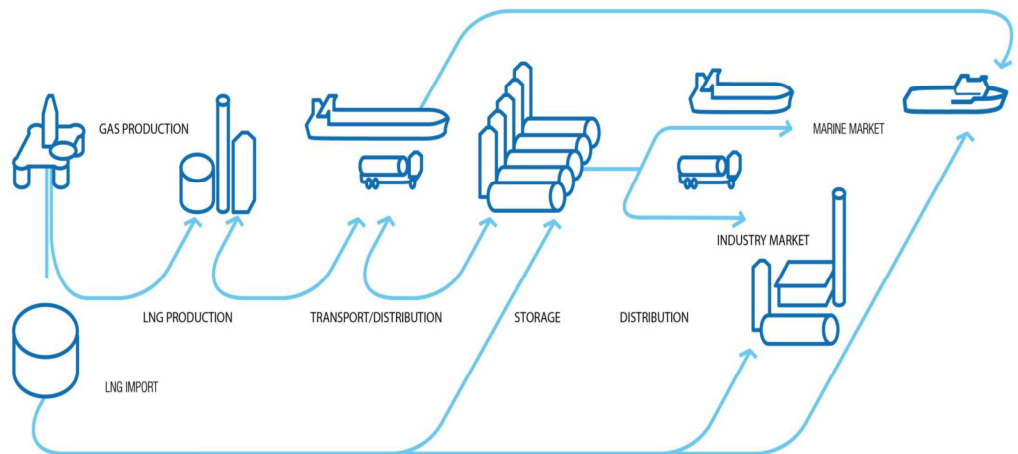 GAS PRODUCTION
MARINE MARKET
INDUSTRY MARKET
LNG PRODUCTION
TRANSPORT/DISTRIBUTION
STORAGE
DISTRIBUTION
LNG IMPORT